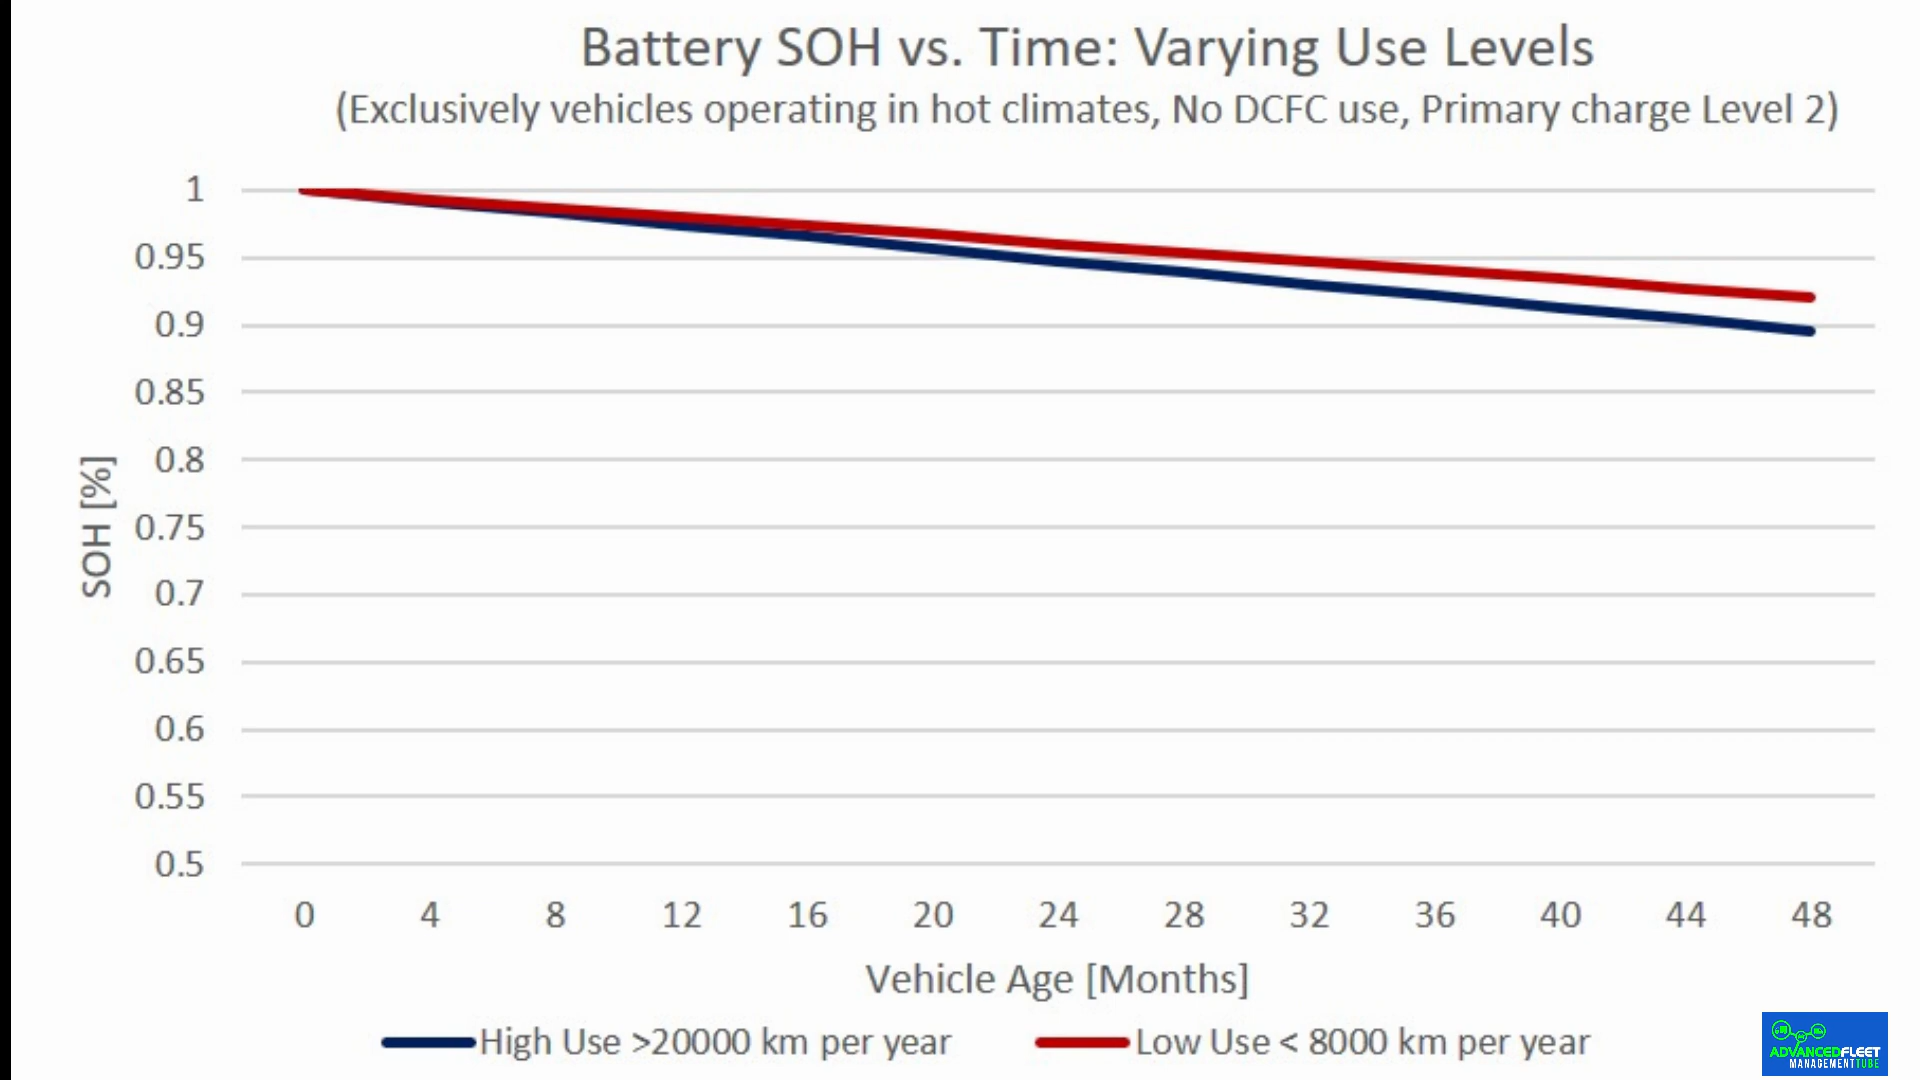 Battery SOH vs. Time: Varying Use Levels
(Exclusively vehicles operating in hot climates, No DCFC use, Primary charge Level 2)
1
0.95
0.9
0.85
0.8
0.75
0.7
0.65
0.6
0.55
0.5
SOH [%]
0 4 8 12 16 20 24 28 32 36 40 44 48
Vehicle Age [Months]
High Use >20000 km per year
Low Use < 8000 km per year
ADVANCEDFLEET
MANAGEMENTTUBE